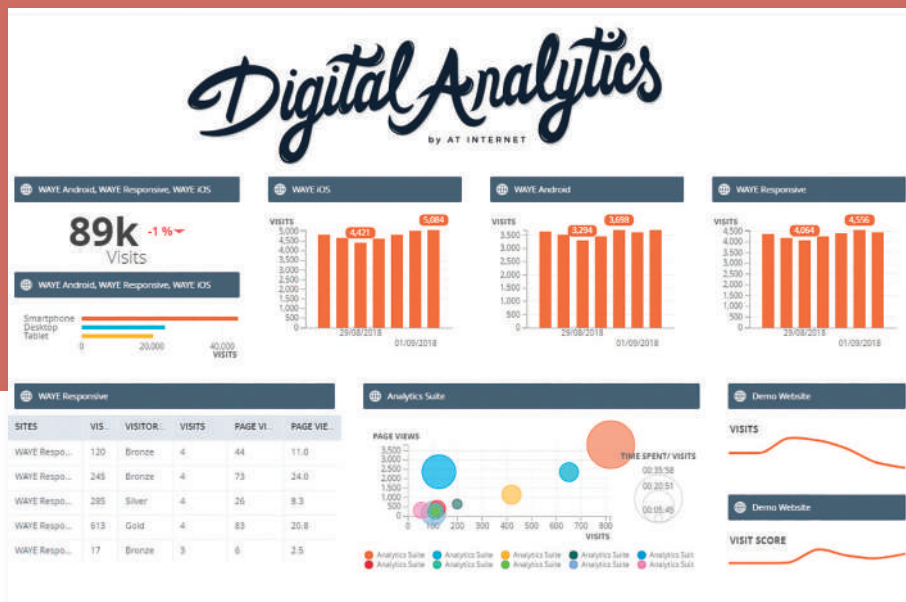 Digital Analytics
by AT INTERNET
WAYE Android, WAYE Responsive, WAYE iOS
89k -1 %
Visits
WAYE Android, WAYE Responsive, WAYE iOS
Smartphone
Desktop
Tablet
0 20,000 40,000
VISITS
WAYE iOS
VISITS
5,084
4,421
5,000
4,500
4,000
3,500
3,000
2,500
2,000
1,500
1,000
500
0
29/08/2018
01/09/2018
WAYE Android
VISITS
3,698
3,294
3,500
3,000
2,500
2,000
1,500
1,000
500
0
29/08/2018
01/09/2018
WAYE Responsive
VISITS
4,556
4,064
4,500
4,000
3,500
3,000
2,500
2,000
1,500
1,000
500
0
29/08/2018
01/09/2018
WAYE Responsive
SITES VIS... VISITOR... VISITS PAGE VI... PAGE VIE...
WAYE Respo... 120 Bronze 4 44 11.0
WAYE Respo... 245 Bronze 4 73 24.0
WAYE Respo... 285 Silver 4 26 8.3
WAYE Respo... 613 Gold 4 83 20.8
WAYE Respo... 17 Bronze 3 6 2.5
Analytics Suite
PAGE VIEWS
3,500
3,000
2,500
2,000
1,500
1,000
500
0
0 100 200 300 400 500 600 700 800
VISITS
TIME SPENT/ VISITS
00:35:58
00:20:51
00:05:45
Analytics Suite Analytics Suite Analytics Suite Analytics Suite Analytics Suit
Analytics Suite Analytics Suite Analytics Suite Analytics Suite Analytics Suit
Demo Website
VISITS
Demo Website
VISIT SCORE